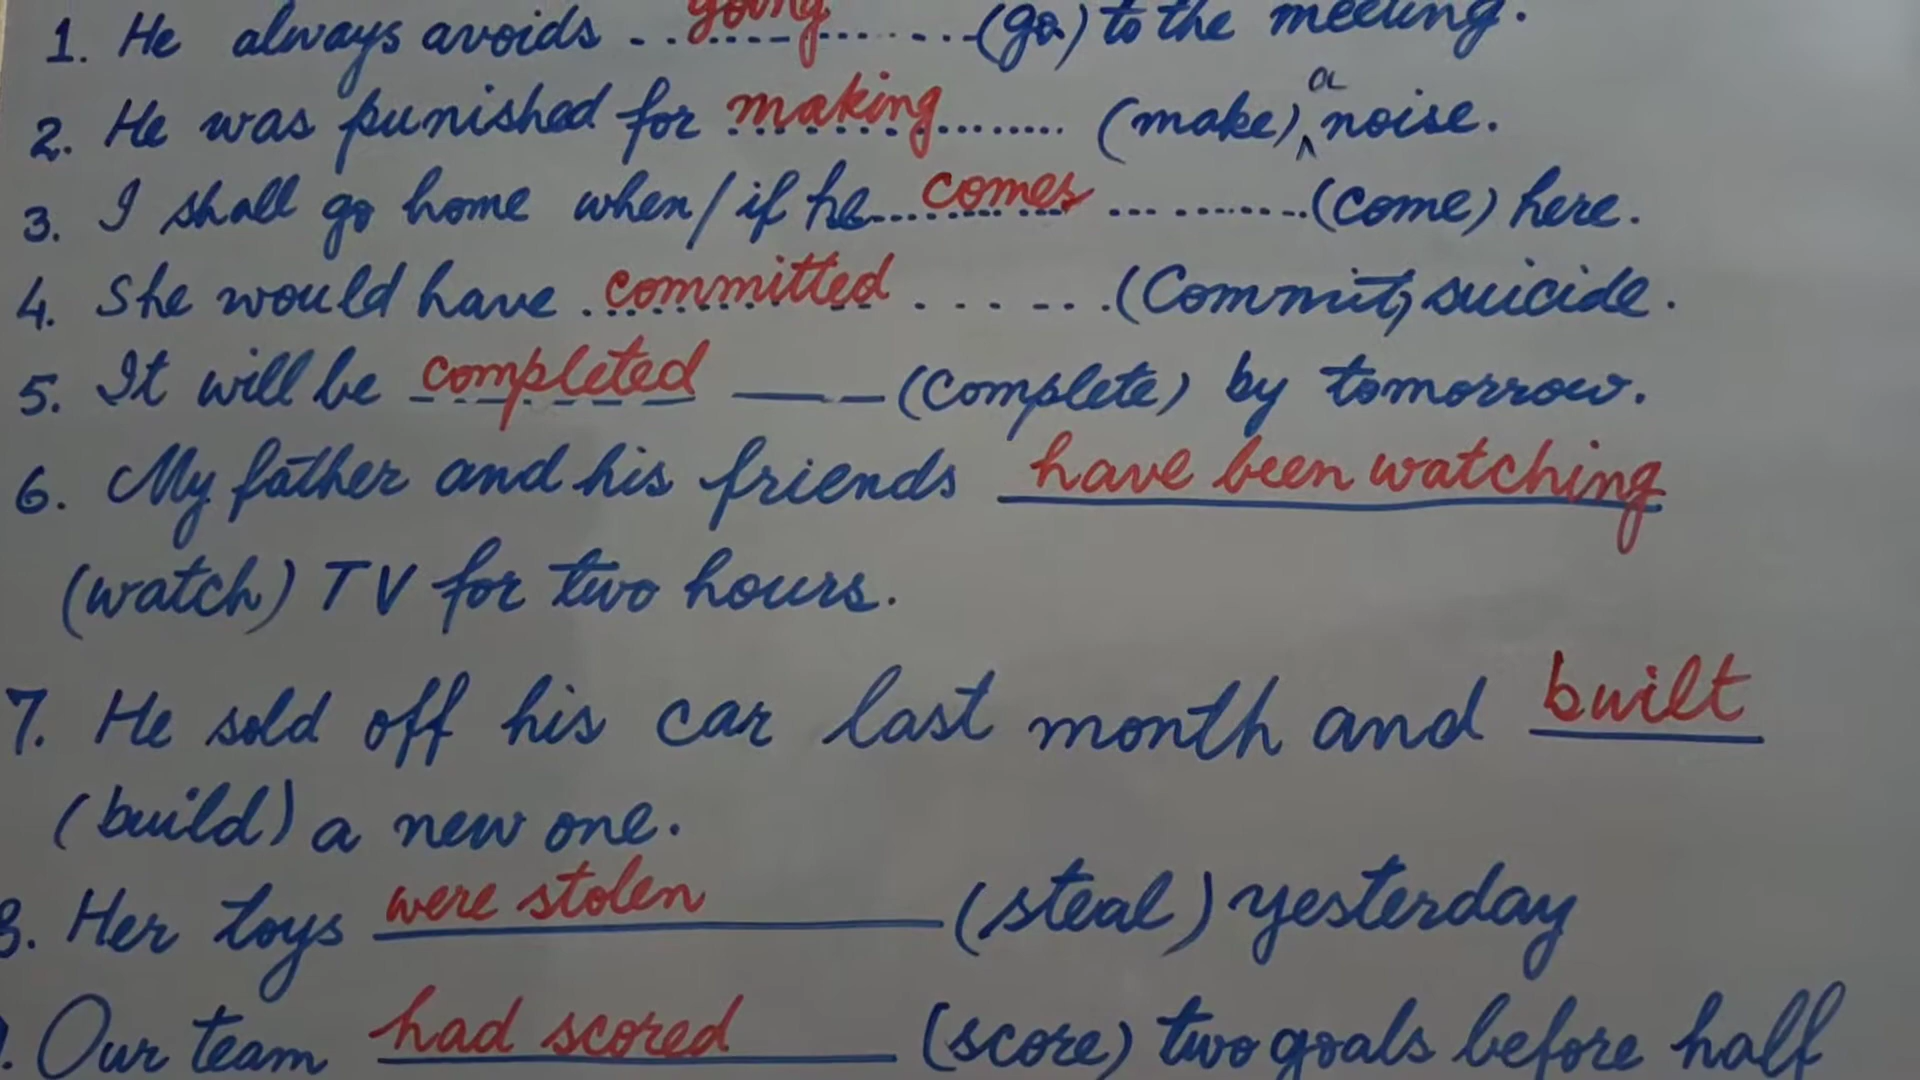 1. He always avoids ..going.. (go) to the meeting.
2. He was punished for making ........ (make) a noise.
3. I shall go home when/if he comes ........ (come) here.
4. She would have committed ...... (Commit) suicide.
5. It will be completed ____ (Complete) by tomorrow.
6. My father and his friends have been watching
(watch) TV for two hours.
7. He sold off his car last month and built
(build) a new one.
8. Her toys were stolen (steal) yesterday
Our team had scored (score) two goals before half